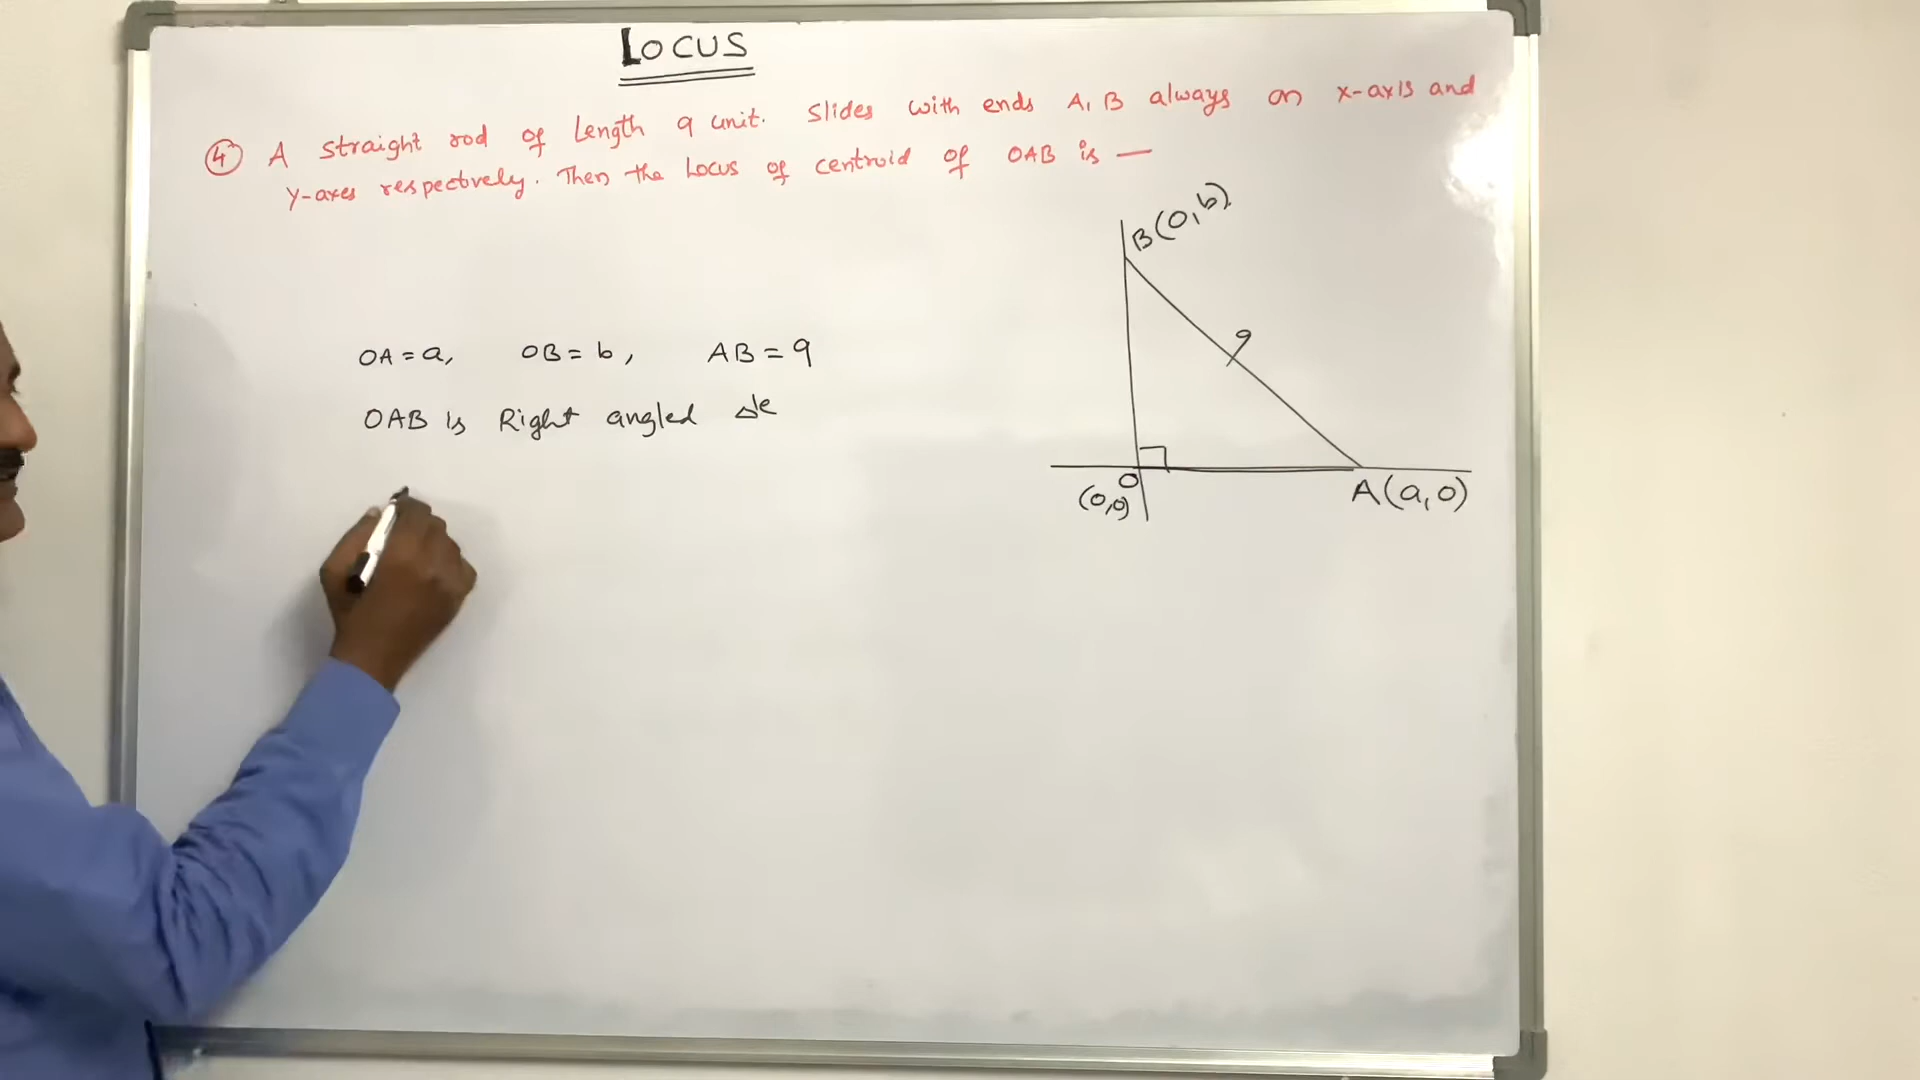 LOCUS
④ A straight rod of Length 9 unit. Slides with ends A, B always on x-axis and
Y-axes respectively. Then the Locus of centroid of OAB is —
B(0,b).
OA = a, OB = b, AB = 9
9
OAB is Right angled Δle
O
(0,0)
A(a,0)